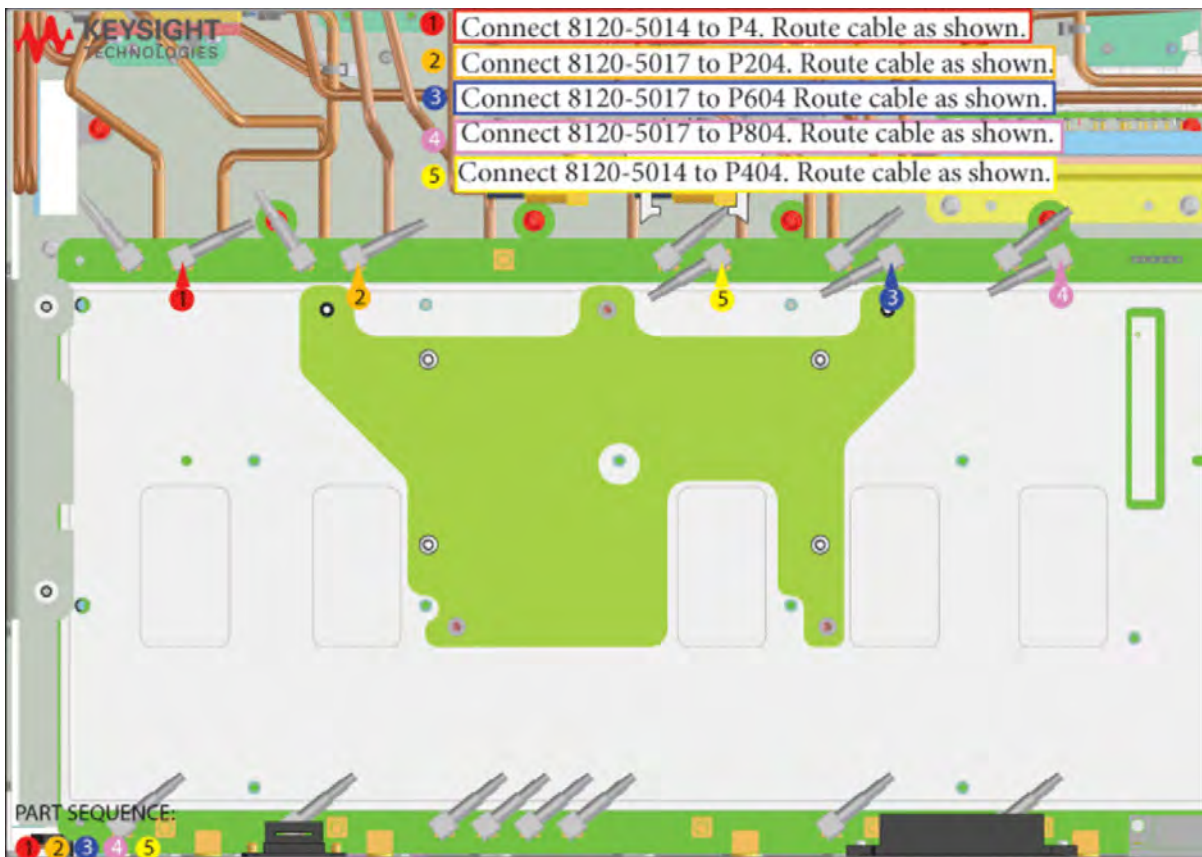 KEYSIGHT
TECHNOLOGIES
1 Connect 8120-5014 to P4. Route cable as shown.
2 Connect 8120-5017 to P204. Route cable as shown.
3 Connect 8120-5017 to P604 Route cable as shown.
4 Connect 8120-5017 to P804. Route cable as shown.
5 Connect 8120-5014 to P404. Route cable as shown.
1 2 5 3 4
PART SEQUENCE:
1 2 3 4 5